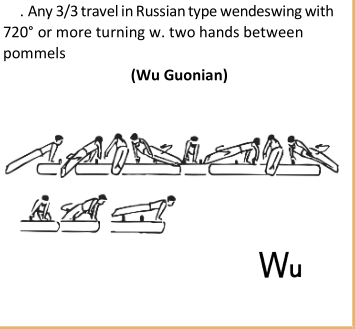 . Any 3/3 travel in Russian type wendeswing with
720° or more turning w. two hands between
pommels
(Wu Guonian)
Wu